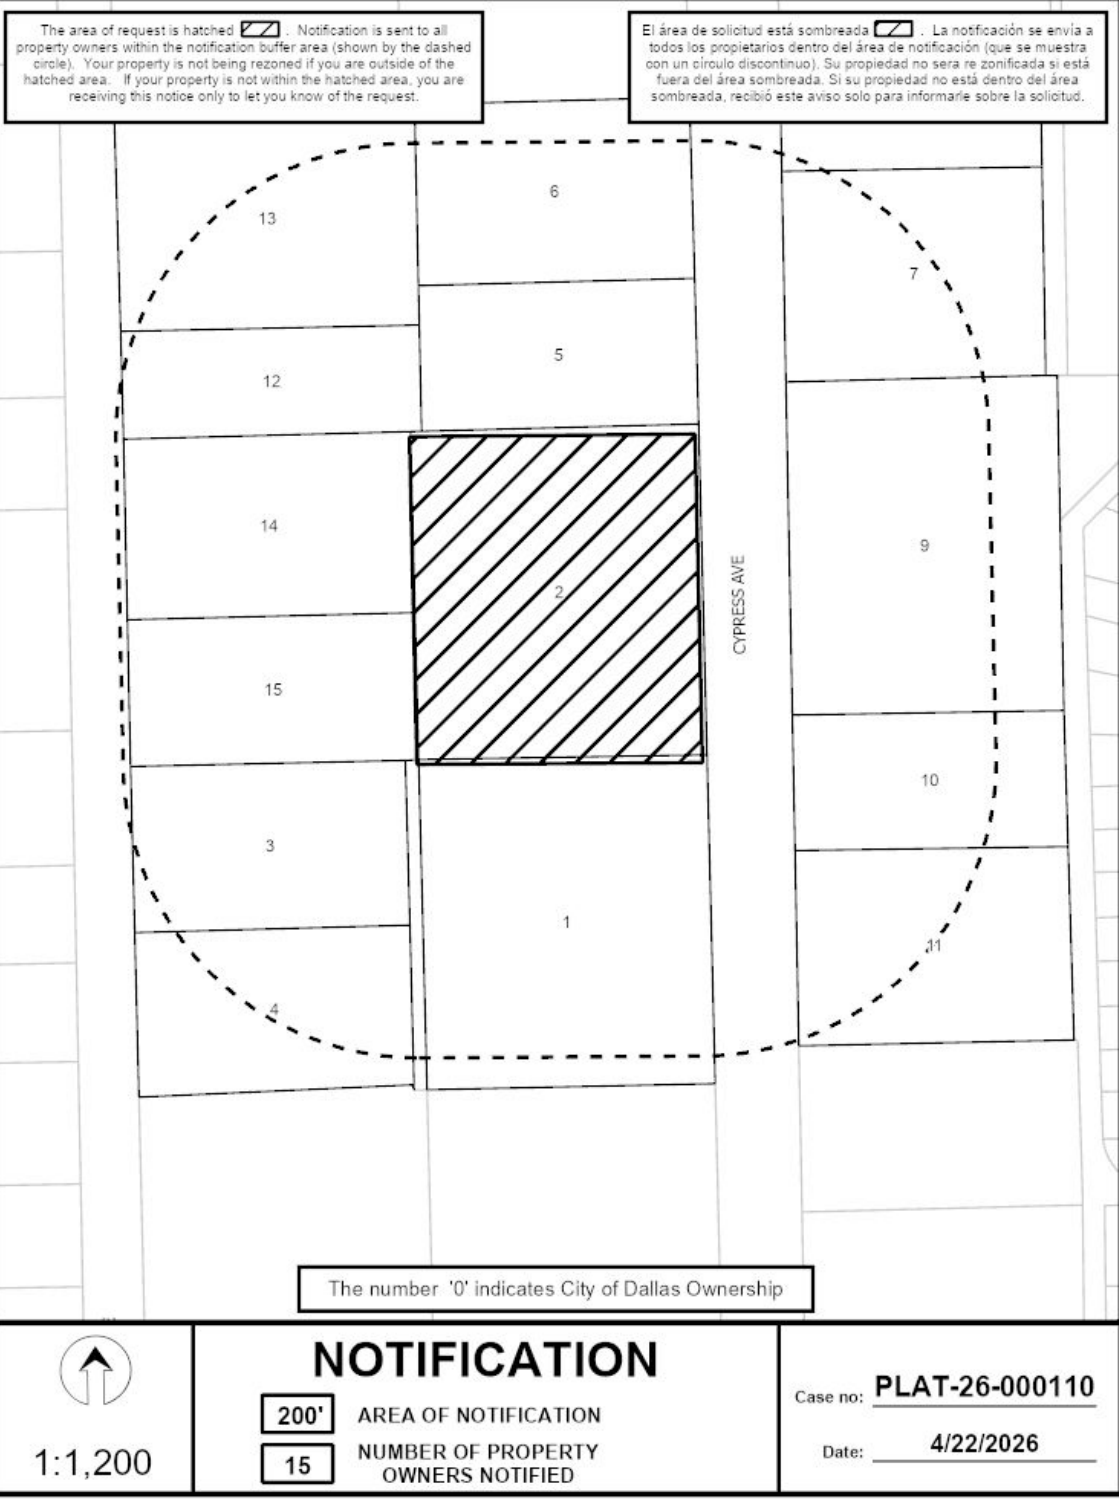 The area of request is hatched . Notification is sent to all
property owners within the notification buffer area (shown by the dashed
circle). Your property is not being rezoned if you are outside of the
hatched area. If your property is not within the hatched area, you are
receiving this notice only to let you know of the request.
El área de solicitud está sombreada . La notificación se envía a
todos los propietarios dentro del área de notificación (que se muestra
con un círculo discontinuo). Su propiedad no sera re zonificada si está
fuera del área sombreada. Si su propiedad no está dentro del área
sombreada, recibió este aviso solo para informarle sobre la solicitud.
6
13
7
5
12
14
9
2
CYPRESS AVE
15
10
3
1
11
4
The number '0' indicates City of Dallas Ownership
NOTIFICATION
200' AREA OF NOTIFICATION
15 NUMBER OF PROPERTY
OWNERS NOTIFIED
1:1,200
Case no: PLAT-26-000110
Date: 4/22/2026